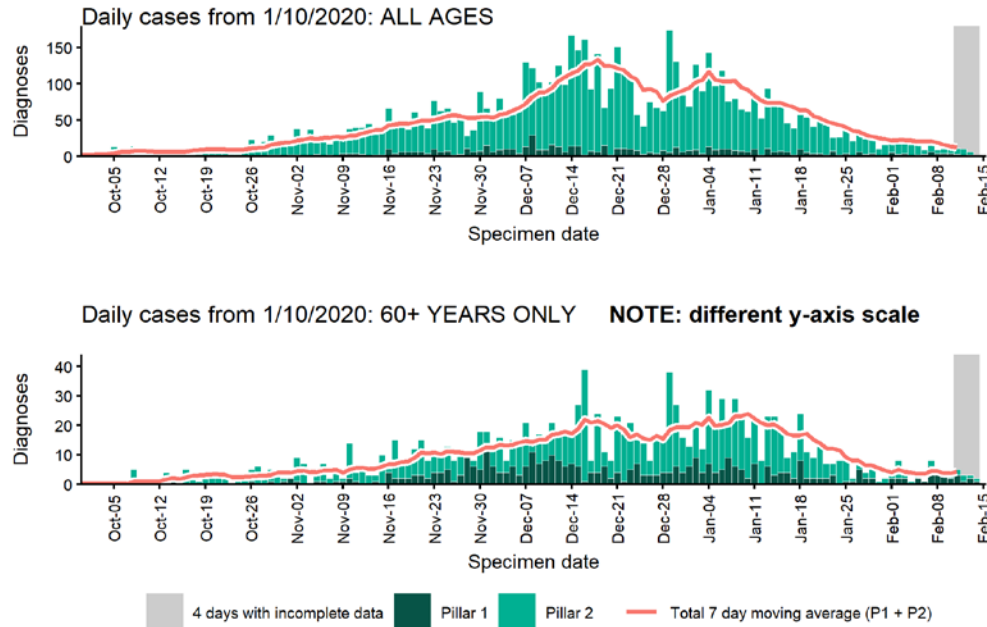 Daily cases from 1/10/2020: ALL AGES
Diagnoses
150
100
50
0
Oct-05
Oct-12
Oct-19
Oct-26
Nov-02
Nov-09
Nov-16
Nov-23
Nov-30
Dec-07
Dec-14
Dec-21
Dec-28
Jan-04
Jan-11
Jan-18
Jan-25
Feb-01
Feb-08
Feb-15
Specimen date
Daily cases from 1/10/2020: 60+ YEARS ONLY NOTE: different y-axis scale
Diagnoses
40
30
20
10
0
Oct-05
Oct-12
Oct-19
Oct-26
Nov-02
Nov-09
Nov-16
Nov-23
Nov-30
Dec-07
Dec-14
Dec-21
Dec-28
Jan-04
Jan-11
Jan-18
Jan-25
Feb-01
Feb-08
Feb-15
Specimen date
4 days with incomplete data Pillar 1 Pillar 2 Total 7 day moving average (P1 + P2)